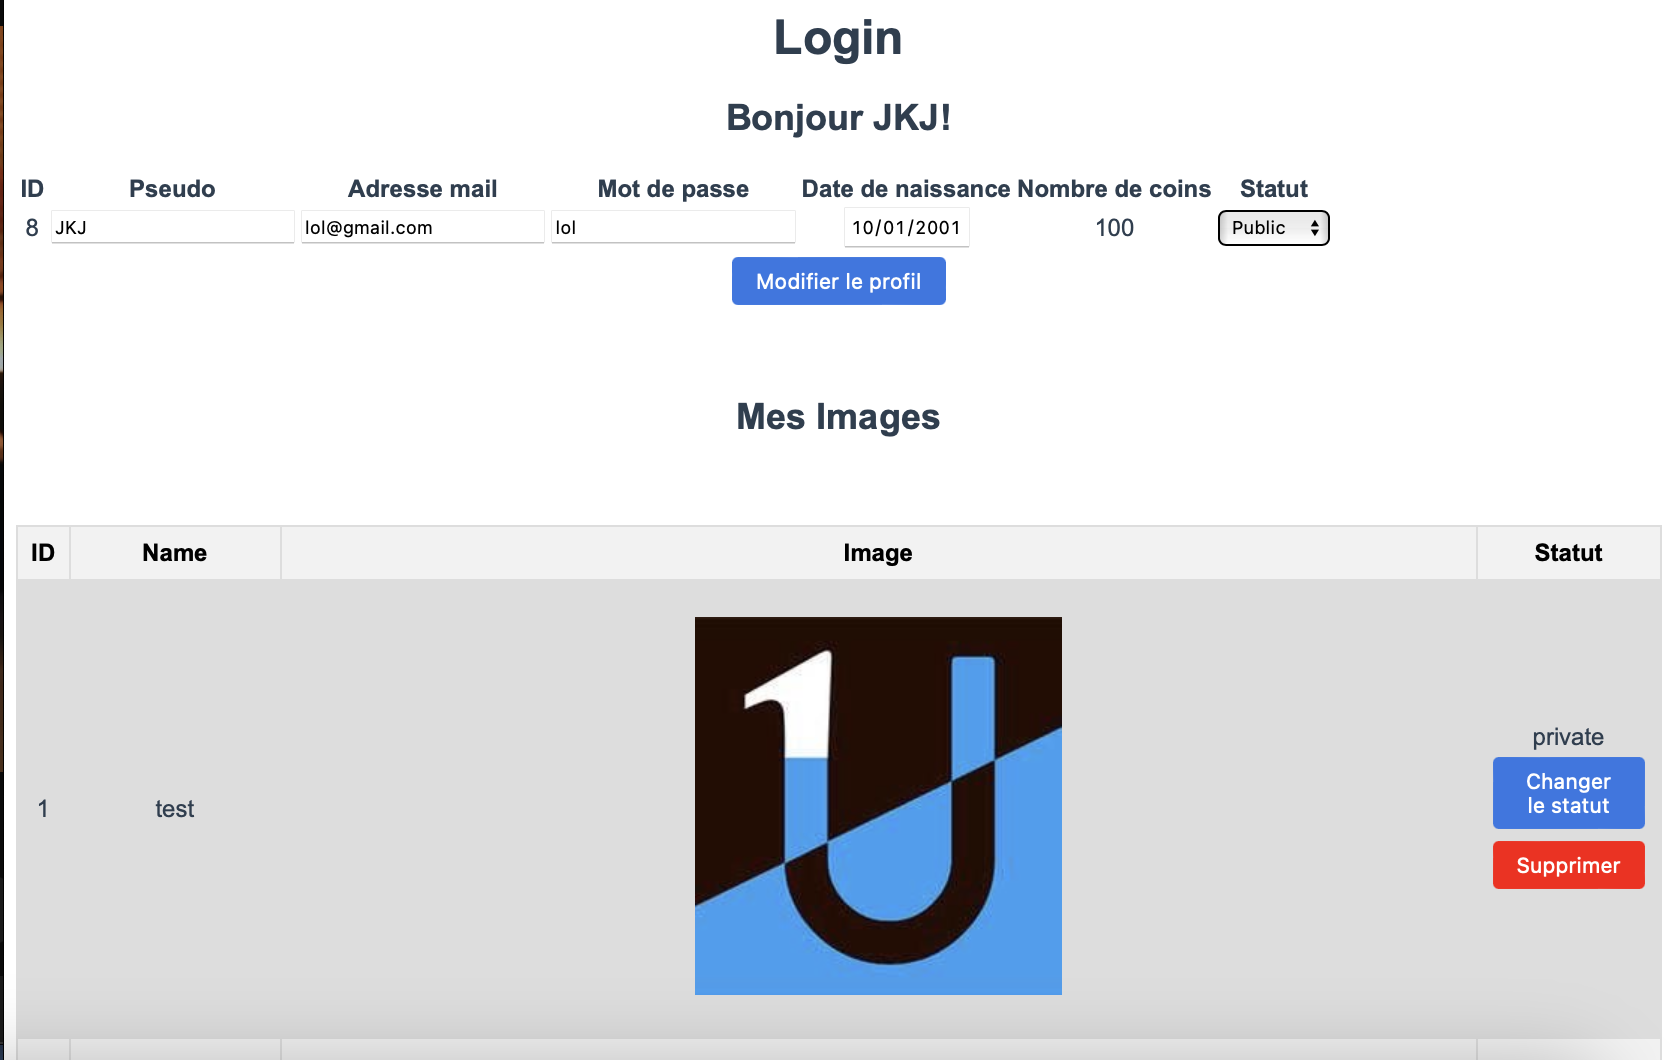 Login
Bonjour JKJ!
ID Pseudo Adresse mail Mot de passe Date de naissance Nombre de coins Statut
8 JKJ lol@gmail.com lol 10/01/2001 100 Public
Modifier le profil
Mes Images
ID Name Image Statut
1 test 1U private
Changer
le statut
Supprimer